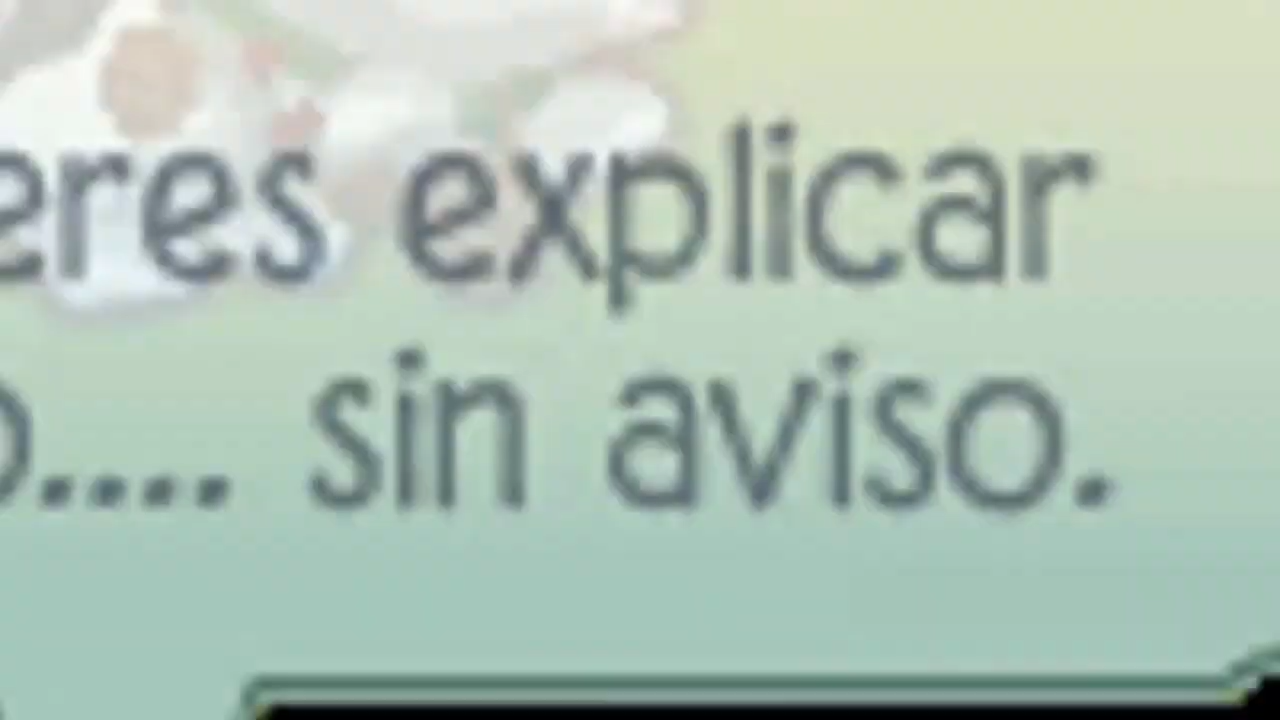 eres explicar
.... sin aviso.